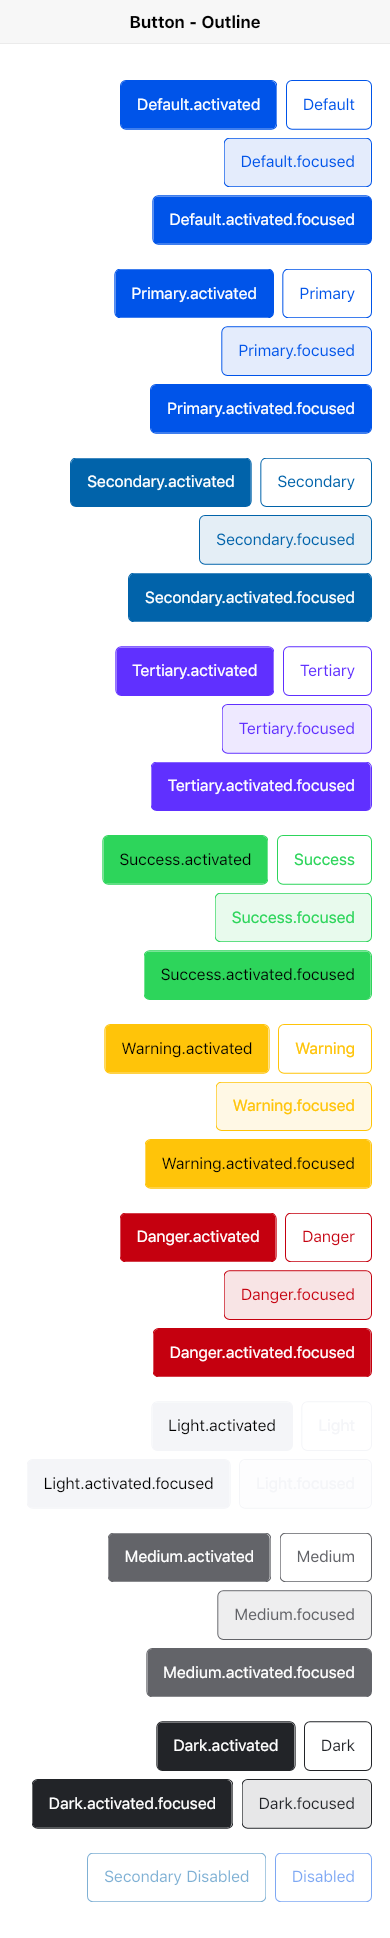 Button - Outline
Default.activated Default
Default.focused
Default.activated.focused
Primary.activated Primary
Primary.focused
Primary.activated.focused
Secondary.activated Secondary
Secondary.focused
Secondary.activated.focused
Tertiary.activated Tertiary
Tertiary.focused
Tertiary.activated.focused
Success.activated Success
Success.focused
Success.activated.focused
Warning.activated Warning
Warning.focused
Warning.activated.focused
Danger.activated Danger
Danger.focused
Danger.activated.focused
Light.activated Light
Light.activated.focused Light.focused
Medium.activated Medium
Medium.focused
Medium.activated.focused
Dark.activated Dark
Dark.activated.focused Dark.focused
Secondary Disabled Disabled